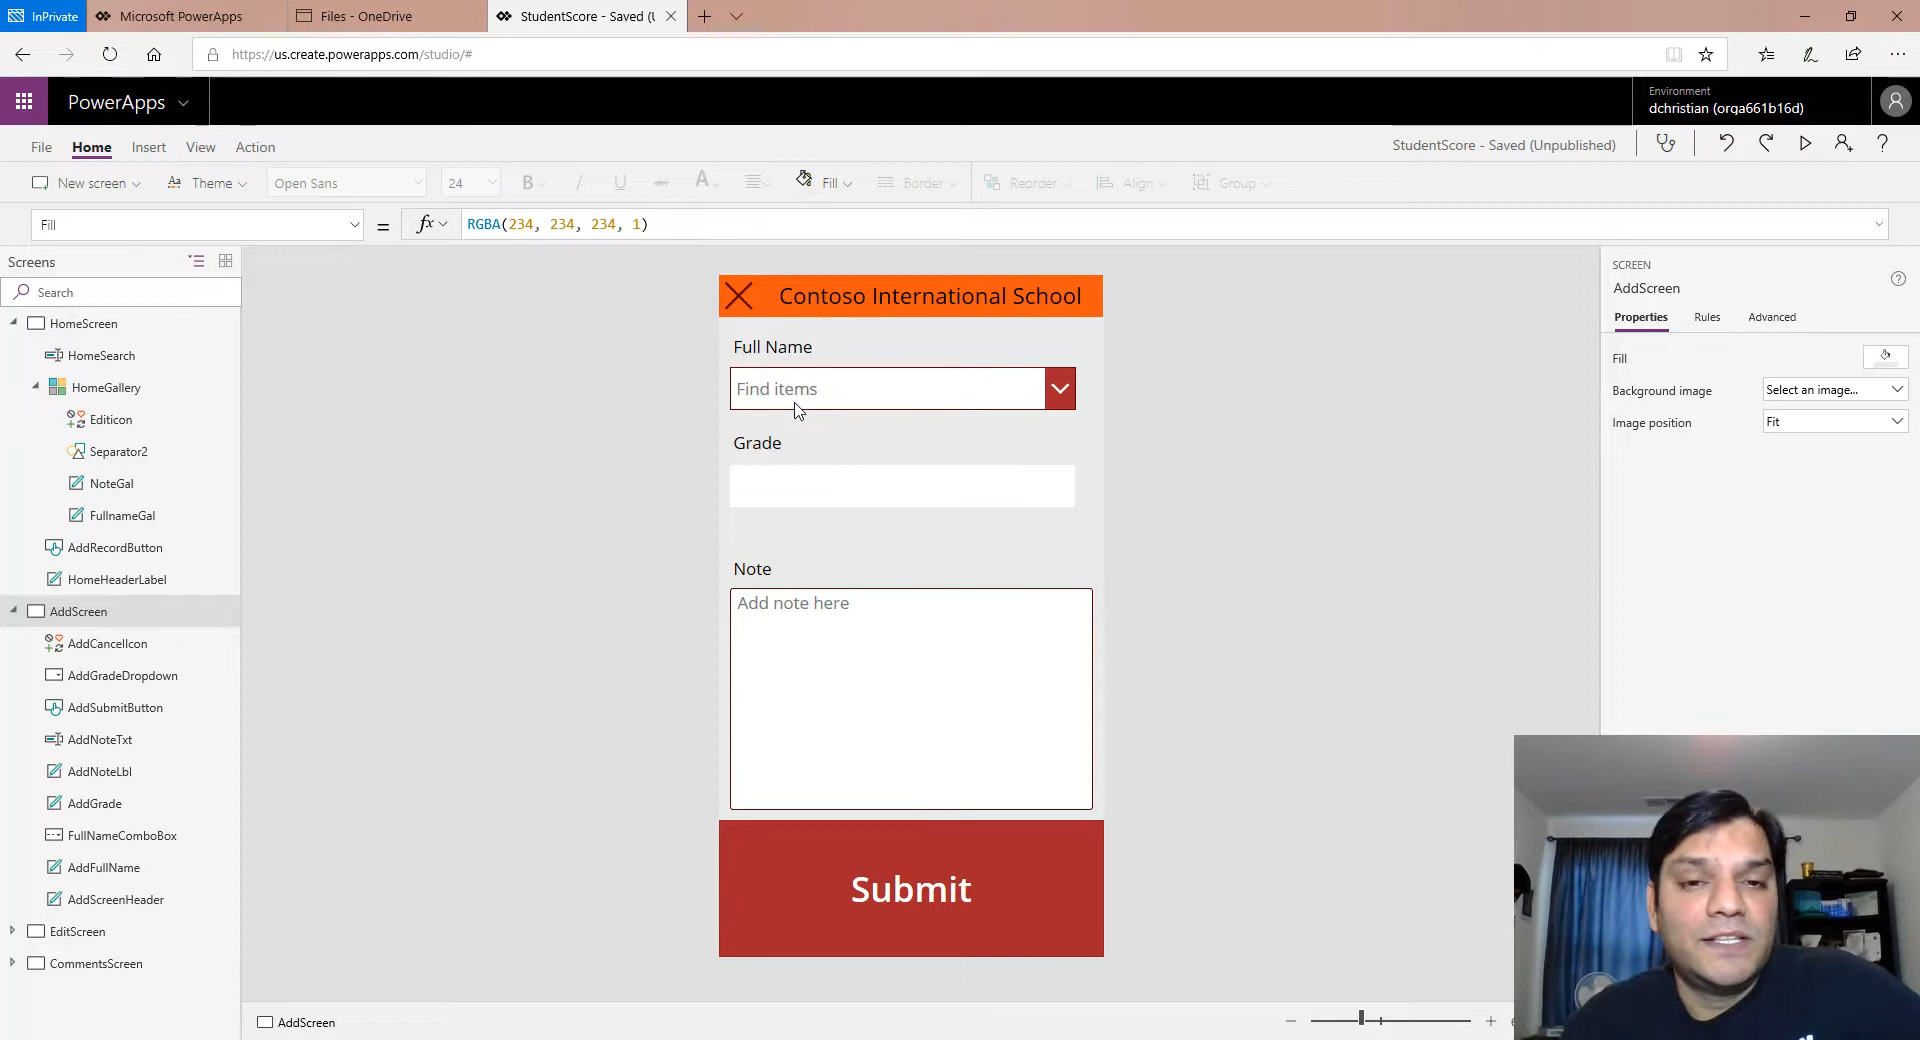 InPrivate
Microsoft PowerApps
Files - OneDrive
StudentScore - Saved (U
https://us.create.powerapps.com/studio/#
PowerApps
Environment
dchristian (orga661b16d)
File
Home
Insert
View
Action
StudentScore - Saved (Unpublished)
New screen
Theme
Open Sans
24
B
I
U
abc
A
Fill
Border
Reorder
Align
Group
Fill
=
fx
RGBA(234, 234, 234, 1)
Screens
Search
HomeScreen
HomeSearch
HomeGallery
Editicon
Separator2
NoteGal
FullnameGal
AddRecordButton
HomeHeaderLabel
AddScreen
AddCancelIcon
AddGradeDropdown
AddSubmitButton
AddNoteTxt
AddNoteLbl
AddGrade
FullNameComboBox
AddFullName
AddScreenHeader
EditScreen
CommentsScreen
Contoso International School
Full Name
Find items
Grade
Note
Add note here
Submit
AddScreen
SCREEN
AddScreen
Properties
Rules
Advanced
Fill
Background image
Select an image...
Image position
Fit